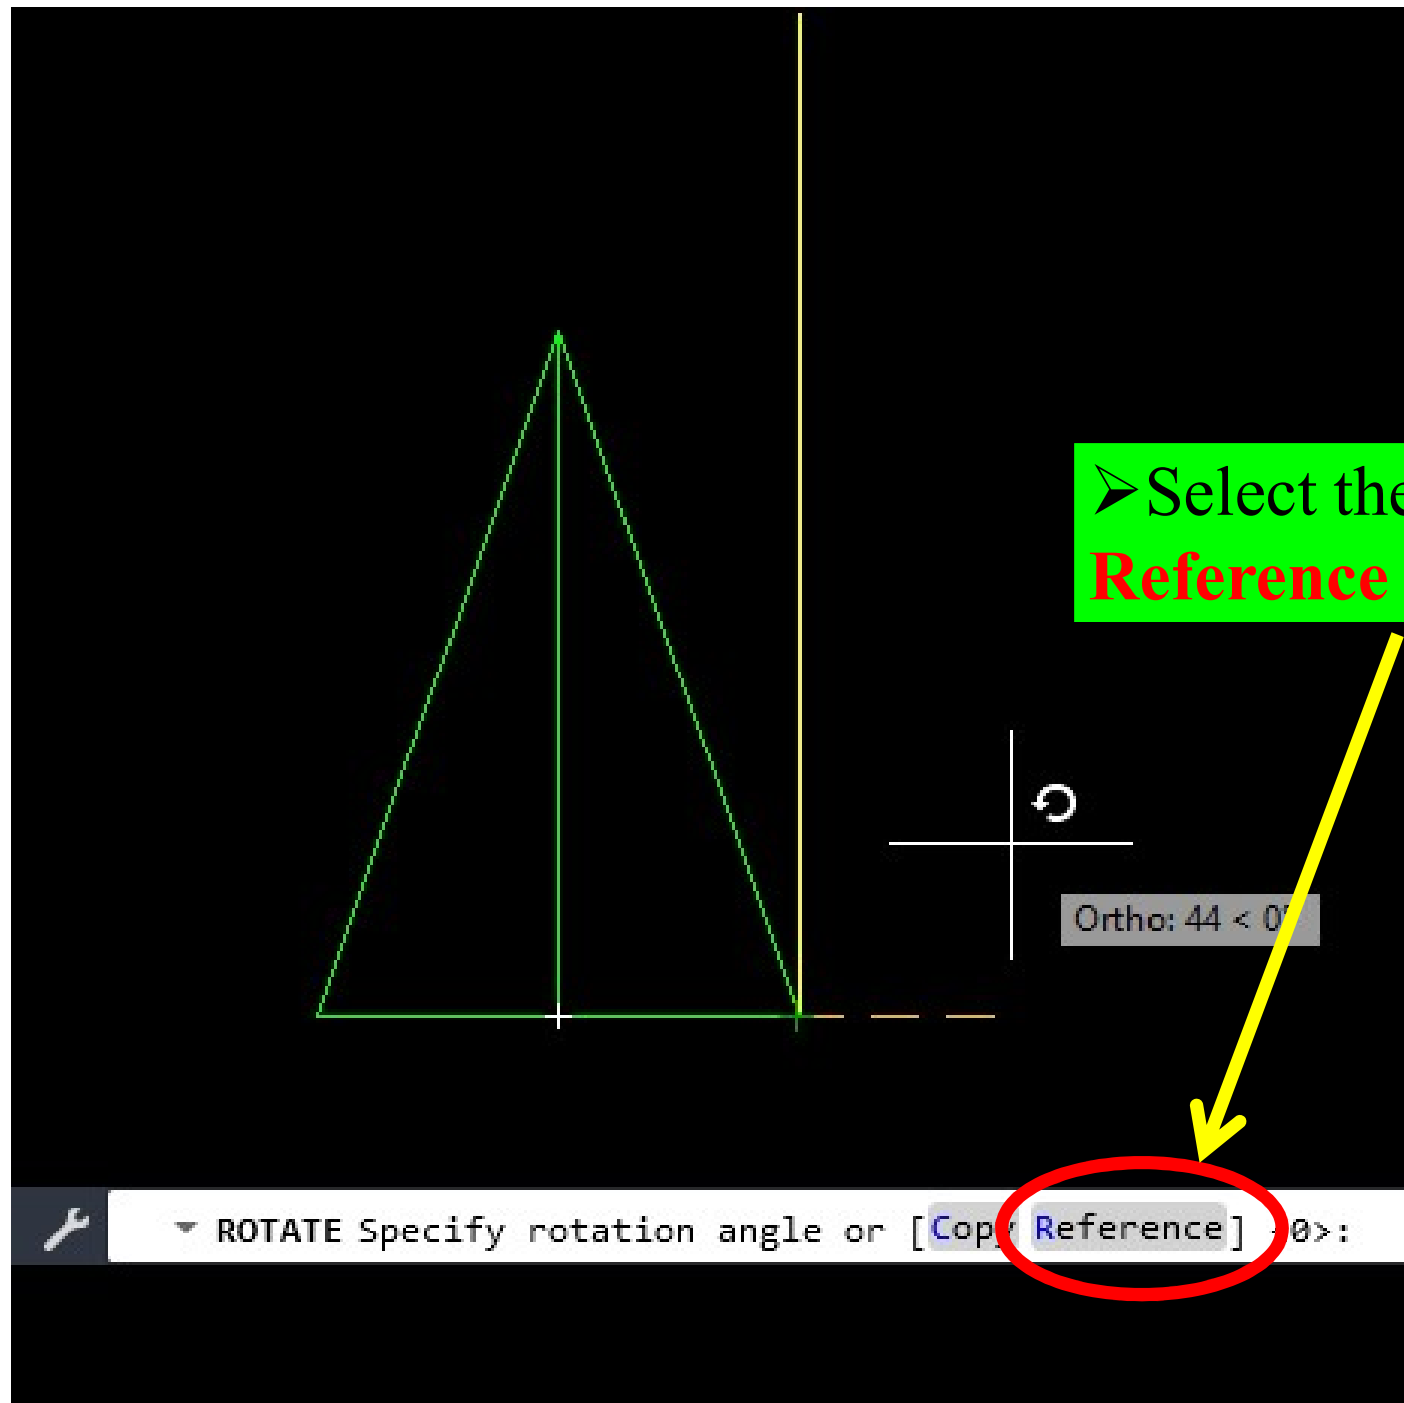 ➢Select the
Reference
Ortho: 44 < 0°
ROTATE Specify rotation angle or [Copy Reference] <0>: